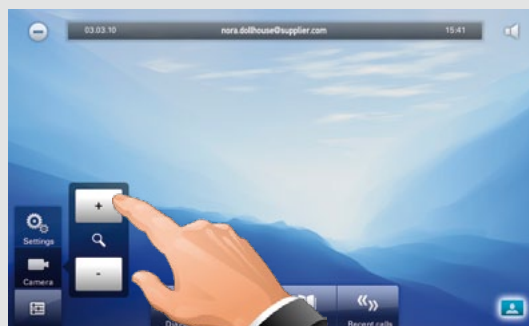 03.03.10 nora.dollhouse@supplier.com 15:41
+
Settings
-
Camera
Recent calls